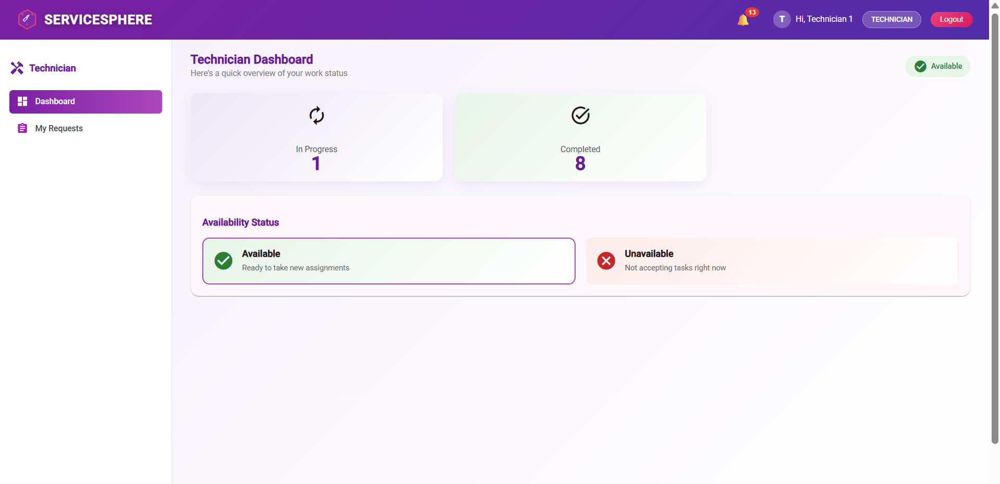 SERVICESPHERE
13
T
Hi, Technician 1
TECHNICIAN
Logout
Technician
Dashboard
My Requests
Technician Dashboard
Here's a quick overview of your work status
Available
In Progress
1
Completed
8
Availability Status
Available
Ready to take new assignments
Unavailable
Not accepting tasks right now